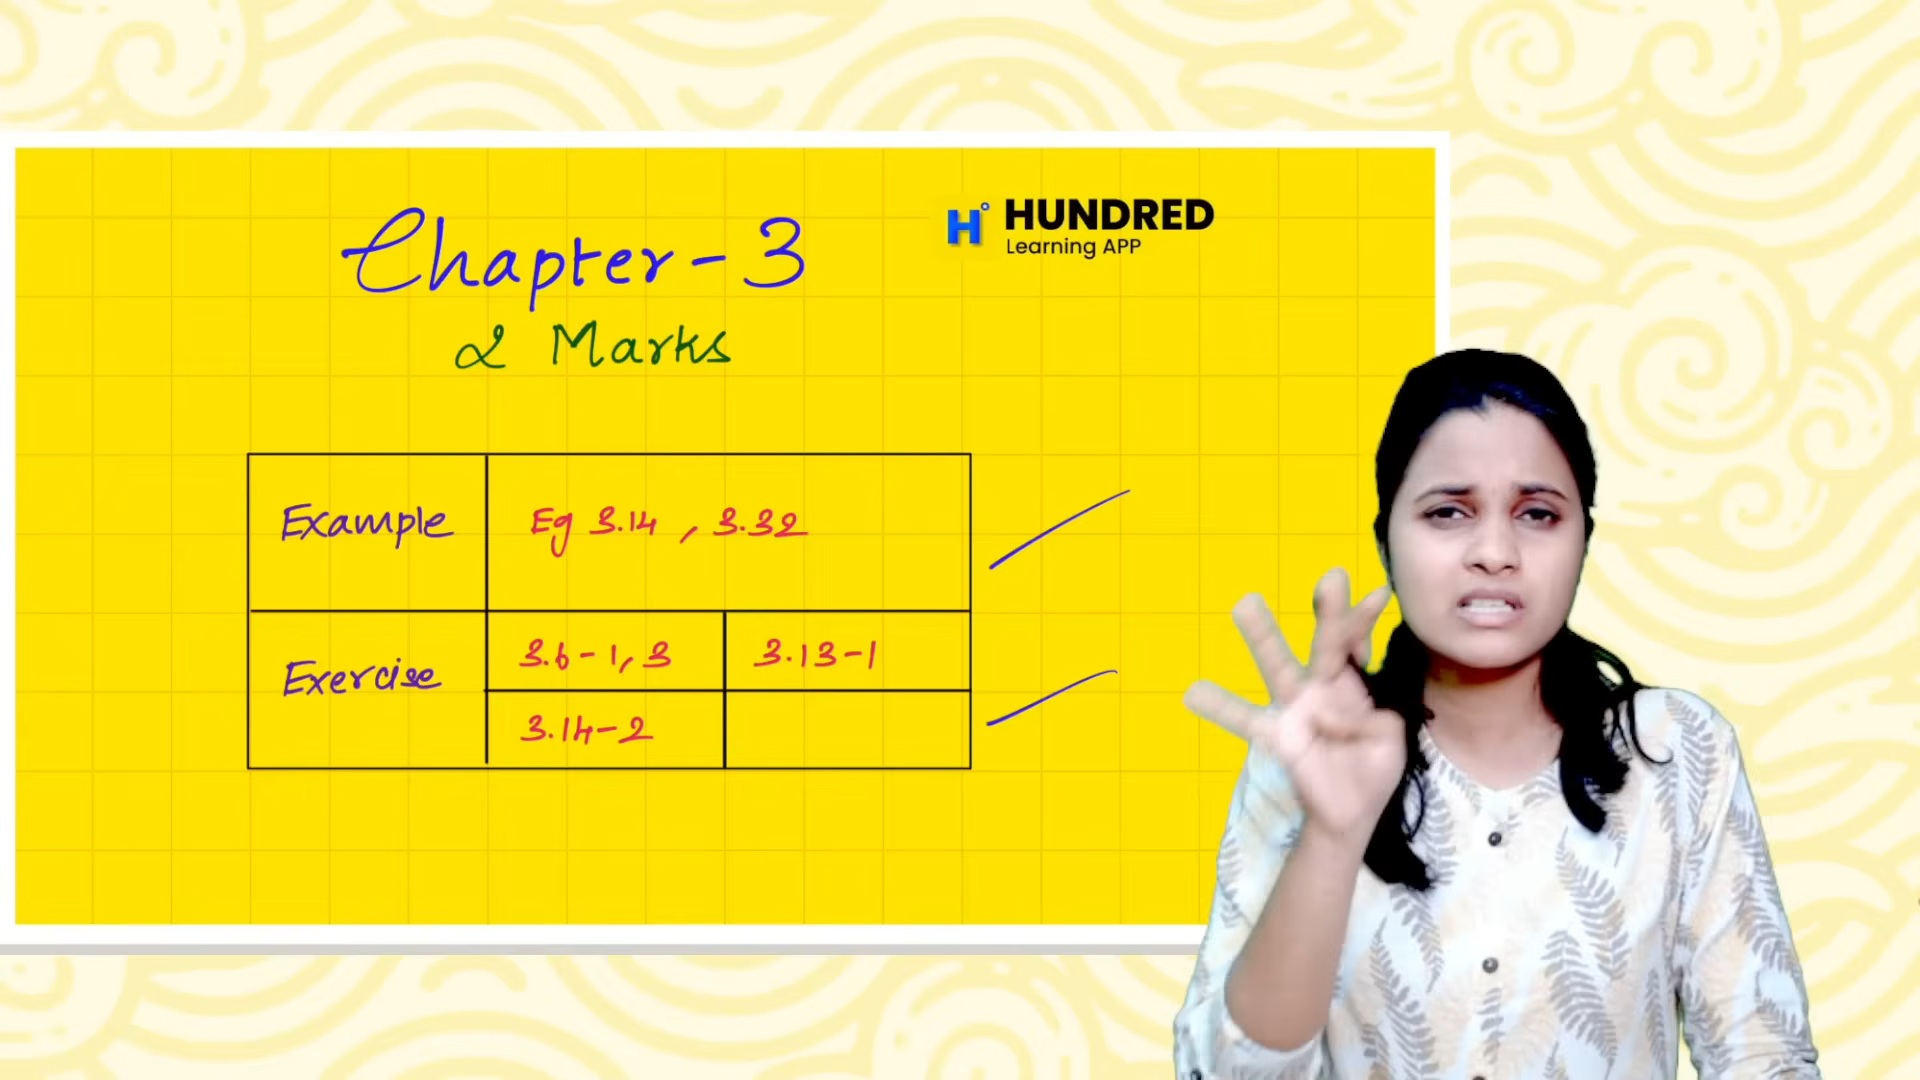 Chapter-3
HUNDRED
Learning APP
2 Marks
Example
Eg 3.14 , 3.32
Exercise
3.6-1,3
3.13-1
3.14-2